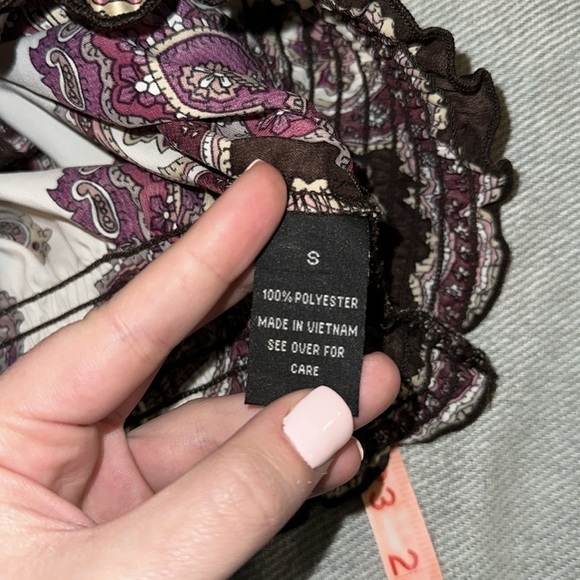 S
100% POLYESTER
MADE IN VIETNAM
SEE OVER FOR
CARE
3
2